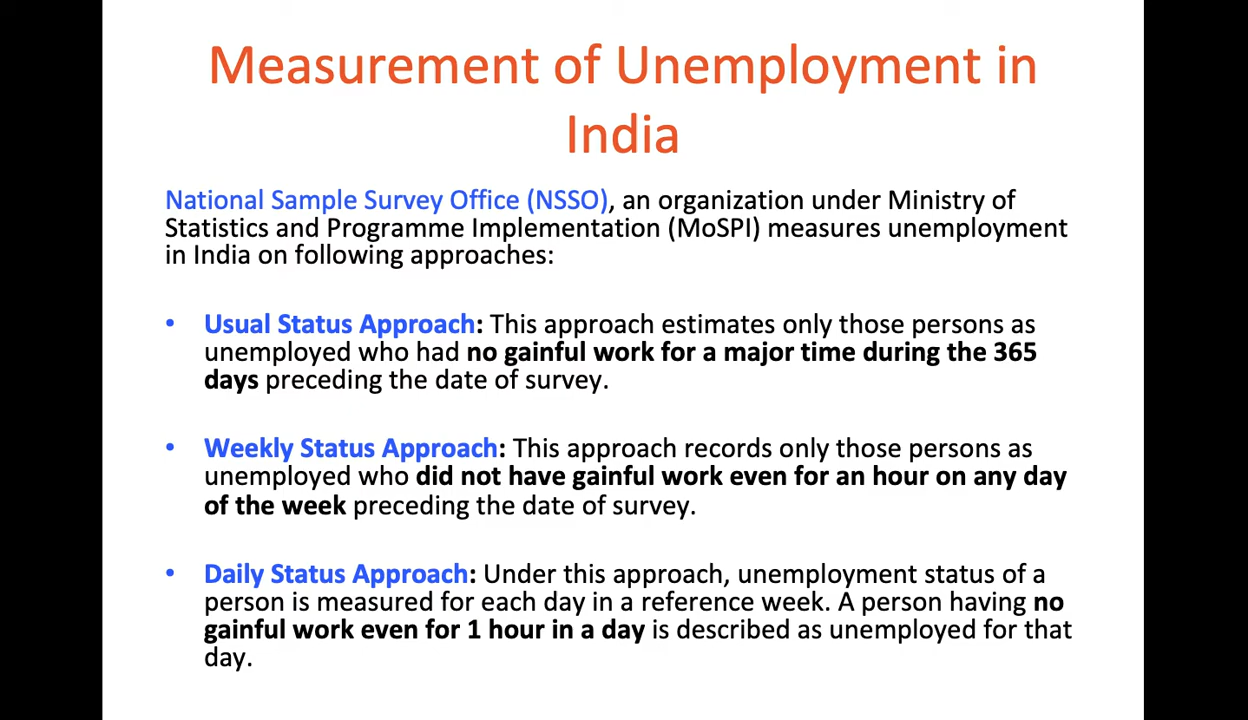 Measurement of Unemployment in
India
National Sample Survey Office (NSSO), an organization under Ministry of
Statistics and Programme Implementation (MoSPI) measures unemployment
in India on following approaches:
• Usual Status Approach: This approach estimates only those persons as
unemployed who had no gainful work for a major time during the 365
days preceding the date of survey.
• Weekly Status Approach: This approach records only those persons as
unemployed who did not have gainful work even for an hour on any day
of the week preceding the date of survey.
• Daily Status Approach: Under this approach, unemployment status of a
person is measured for each day in a reference week. A person having no
gainful work even for 1 hour in a day is described as unemployed for that
day.